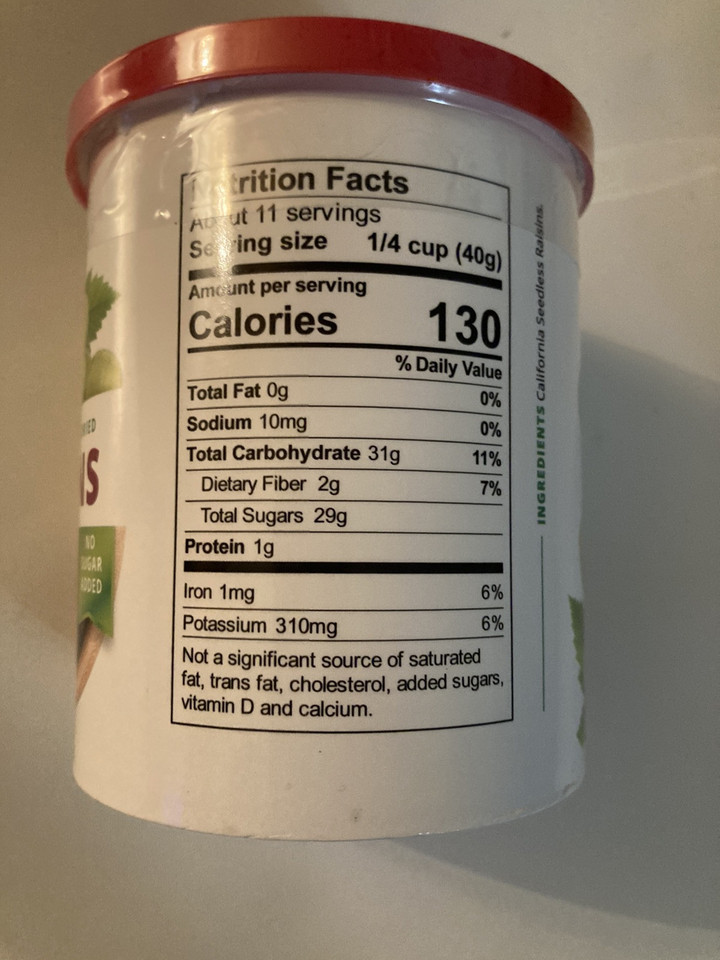 Nutrition Facts
About 11 servings
Serving size 1/4 cup (40g)
Amount per serving
Calories 130
% Daily Value
Total Fat 0g 0%
Sodium 10mg 0%
Total Carbohydrate 31g 11%
Dietary Fiber 2g 7%
Total Sugars 29g
Protein 1g
Iron 1mg 6%
Potassium 310mg 6%
Not a significant source of saturated
fat, trans fat, cholesterol, added sugars,
vitamin D and calcium.
INGREDIENTS California Seedless Raisins.
NS
NO
SUGAR
ADDED